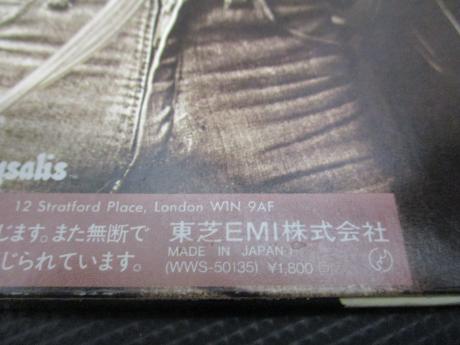 ysalis
12 Stratford Place, London W1N 9AF
じます。また無断で
じられています。
東芝EMI株式会社
MADE IN JAPAN
(WWS-50135) ¥1,800